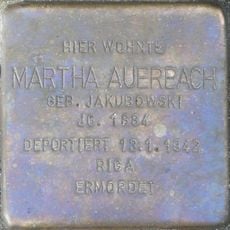 HIER WOHNTE
MARTHA AUERBACH
GEB. JAKUBOWSKI
JG. 1884
DEPORTIERT 13.1.1942
RIGA
ERMORDET